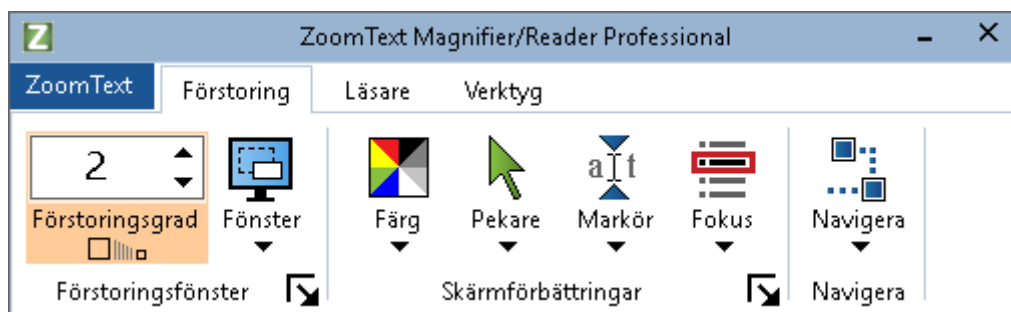 Z ZoomText Magnifier/Reader Professional
ZoomText Förstoring Läsare Verktyg
2 a t
Förstoringsgrad Fönster Färg Pekare Markör Fokus Navigera
Förstoringsfönster Skärmförbättringar Navigera